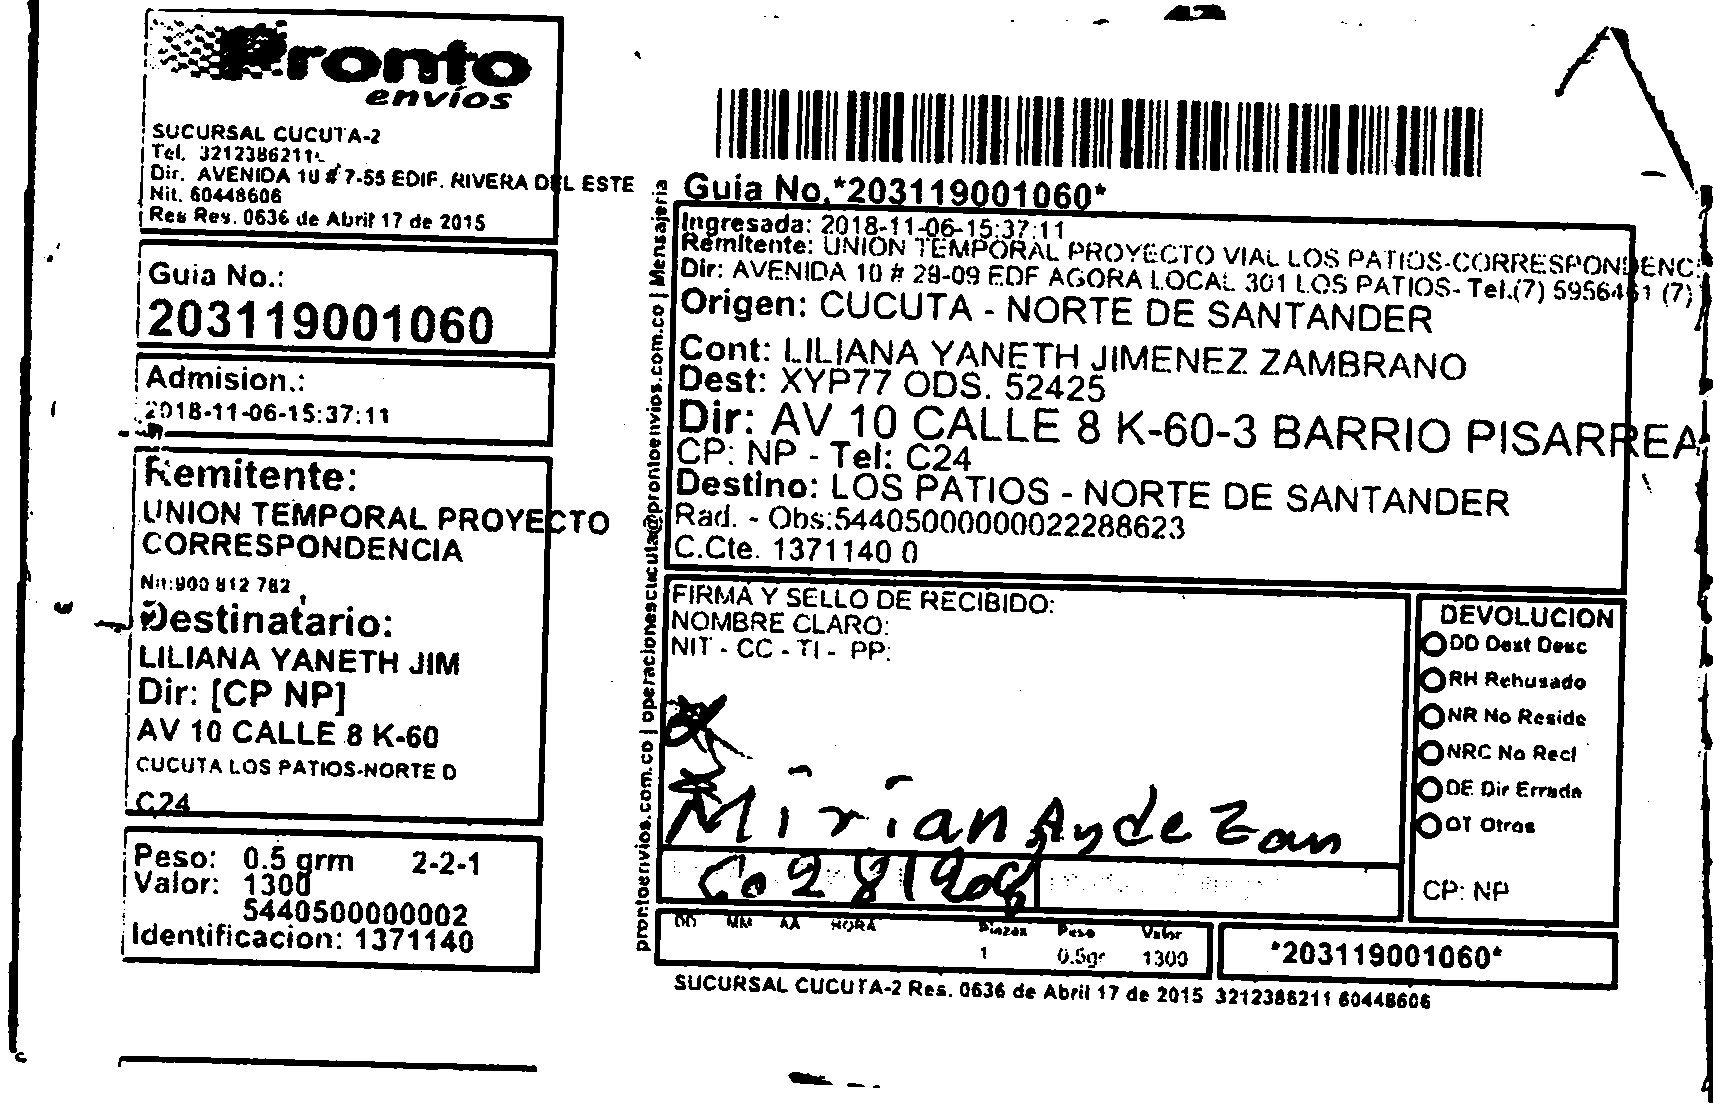 Pronto
envíos
SUCURSAL CUCUTA-2
Tel. 3212386211
Dir. AVENIDA 10 # 7-55 EDIF. RIVERA DEL ESTE
Nit. 60448606
Res Res. 0636 de Abril 17 de 2015
Guia No.:
203119001060
Admision.:
2018-11-06-15:37:11
Remitente:
UNION TEMPORAL PROYECTO
CORRESPONDENCIA
Nit:900 812 782
Destinatario:
LILIANA YANETH JIM
Dir: [CP NP]
AV 10 CALLE 8 K-60
CUCUTA LOS PATIOS-NORTE D
C24
Peso: 0.5 grm 2-2-1
Valor: 1300
5440500000002
Identificacion: 1371140
prontoenvios.com.co | operacionescucuta@prontoenvios.com.co | Mensajeria
Guia No.*203119001060*
Ingresada: 2018-11-06-15:37:11
Remitente: UNION TEMPORAL PROYECTO VIAL LOS PATIOS-CORRESPONDENC
Dir: AVENIDA 10 # 28-09 EDF AGORA LOCAL 301 LOS PATIOS- Tel.(7) 5956461 (7)
Origen: CUCUTA - NORTE DE SANTANDER
Cont: LILIANA YANETH JIMENEZ ZAMBRANO
Dest: XYP77 ODS. 52425
Dir: AV 10 CALLE 8 K-60-3 BARRIO PISARREA
CP: NP - Tel: C24
Destino: LOS PATIOS - NORTE DE SANTANDER
Rad. - Obs:54405000000022288623
C.Cte. 1371140 0
FIRMA Y SELLO DE RECIBIDO:
NOMBRE CLARO:
NIT - CC - TI - PP:
Mirian Ayde Zam
DEVOLUCION
DD Dest Desc
RH Rehusado
NR No Reside
NRC No Recl
DE Dir Errada
OT Otros
CP: NP
DD MM AA HORA Piezas Peso Valor
1 0.5gr 1300
*203119001060*
SUCURSAL CUCUTA-2 Res. 0636 de Abril 17 de 2015 3212386211 60448606